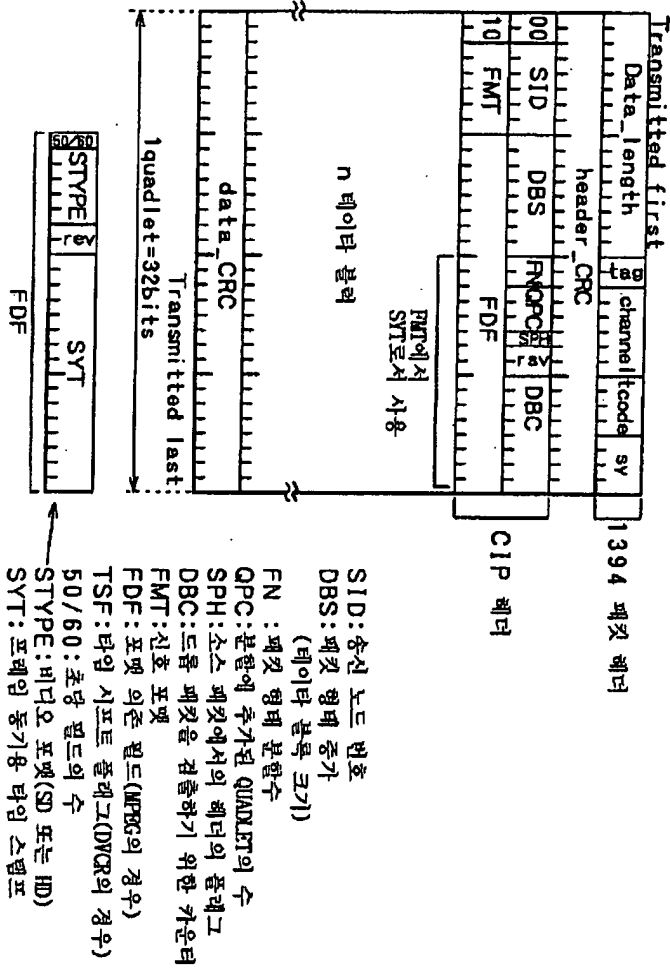 Transmitted first
Data_length tag channel tcode sy
header_CRC
00 SID DBS FN QPC SPH rsv DBC
10 FMT FDF
1394 패킷 헤더
CIP 헤더
FMT에서
SYT로서 사용
n 데이타 블럭
data_CRC
Transmitted last
1quadlet=32bits
50/60 STYPE rev SYT
FDF
SID:송신 노드 번호
DBS:패킷 형태 증가
(데이타 블록 크기)
FN :패킷 형태 분할수
QPC:분할에 추가된 QUADLET의 수
SPH:소스 패킷에서의 헤더의 플래그
DBC:드롭 패킷을 검출하기 위한 카운터
FMT:신호 포맷
FDF:포맷 의존 필드(MPEG의 경우)
TSF:타임 시프트 플래그(DVCR의 경우)
50/60:초당 필드의 수
STYPE:비디오 포맷(SD 또는 HD)
SYT:프레임 동기용 타임 스탬프